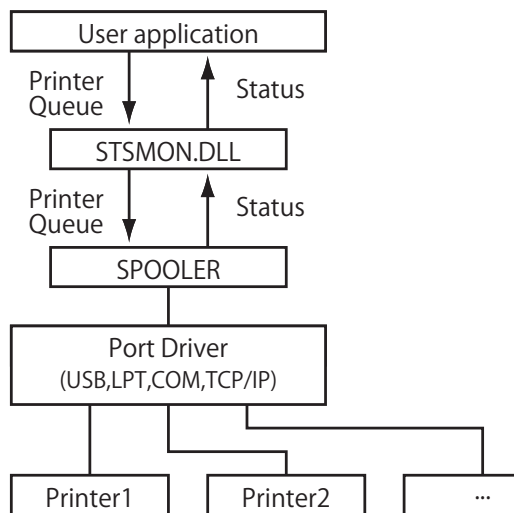 User application
Printer
Queue
Status
STSMON.DLL
Printer
Queue
Status
SPOOLER
Port Driver
(USB,LPT,COM,TCP/IP)
Printer1
Printer2
...